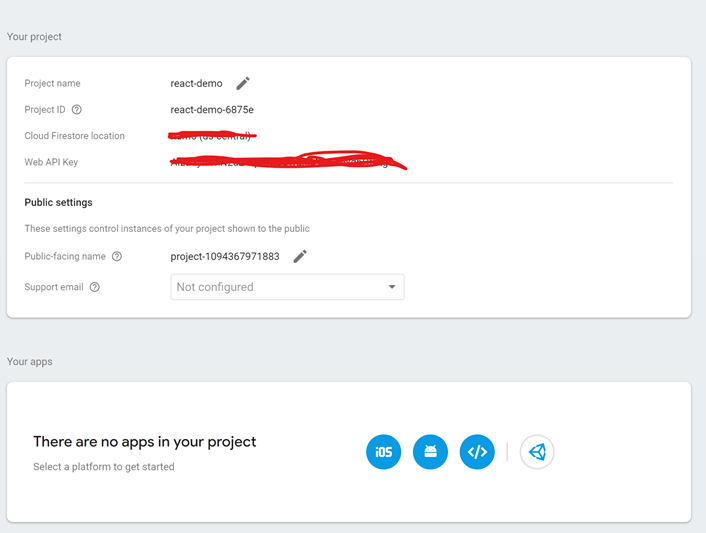 Your project
Project name react-demo
Project ID react-demo-6875e
Cloud Firestore location (us-central)
Web API Key
Public settings
These settings control instances of your project shown to the public
Public-facing name project-1094367971883
Support email Not configured
Your apps
There are no apps in your project
Select a platform to get started
iOS